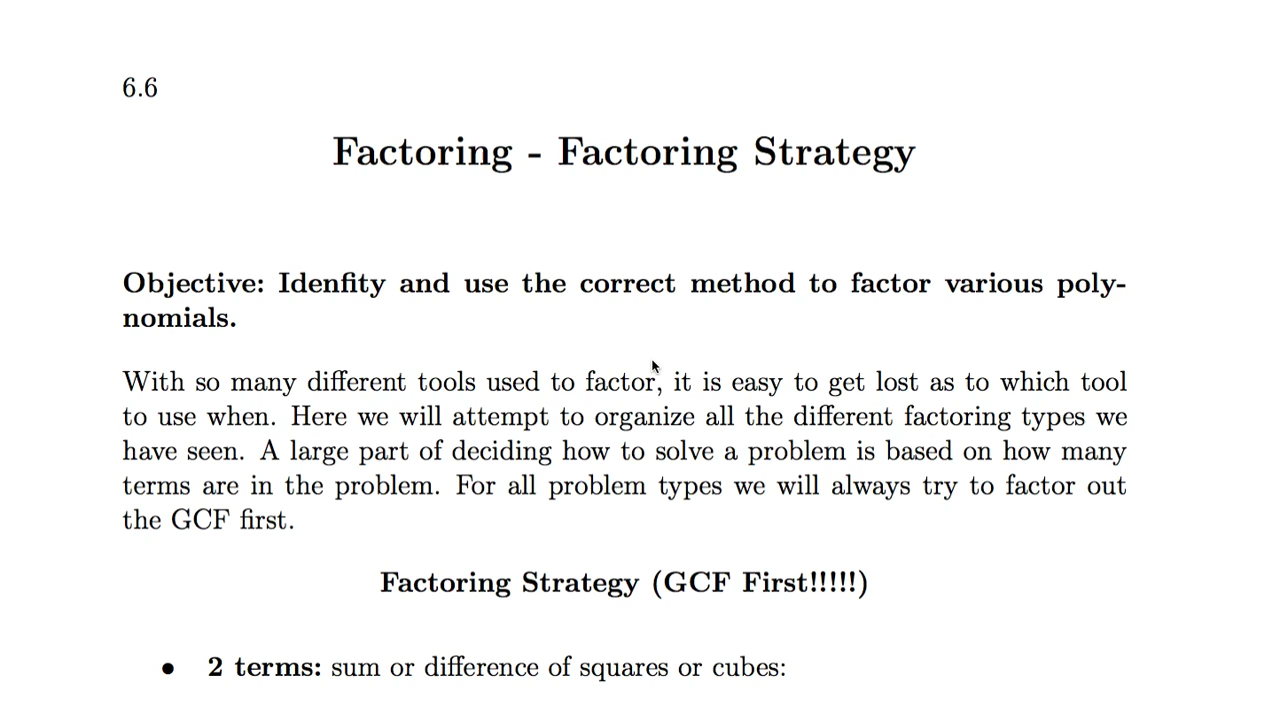 6.6
Factoring - Factoring Strategy
Objective: Idenfity and use the correct method to factor various poly-
nomials.
With so many different tools used to factor, it is easy to get lost as to which tool
to use when. Here we will attempt to organize all the different factoring types we
have seen. A large part of deciding how to solve a problem is based on how many
terms are in the problem. For all problem types we will always try to factor out
the GCF first.
Factoring Strategy (GCF First!!!!!)
● 2 terms: sum or difference of squares or cubes: